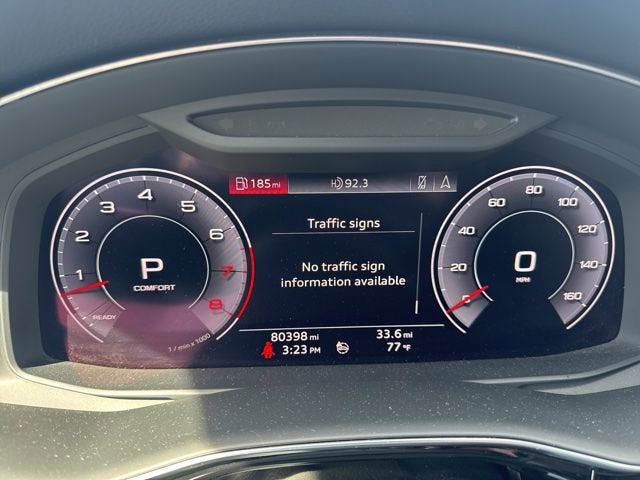 185 mi
HD 92.3
Traffic signs
No traffic sign
information available
1
2
3
4
5
6
7
8
P
COMFORT
READY
1 / min x 1000
0
20
40
60
80
100
120
140
160
0
MPH
80398 mi
33.6 mi
3:23 PM
77 °F